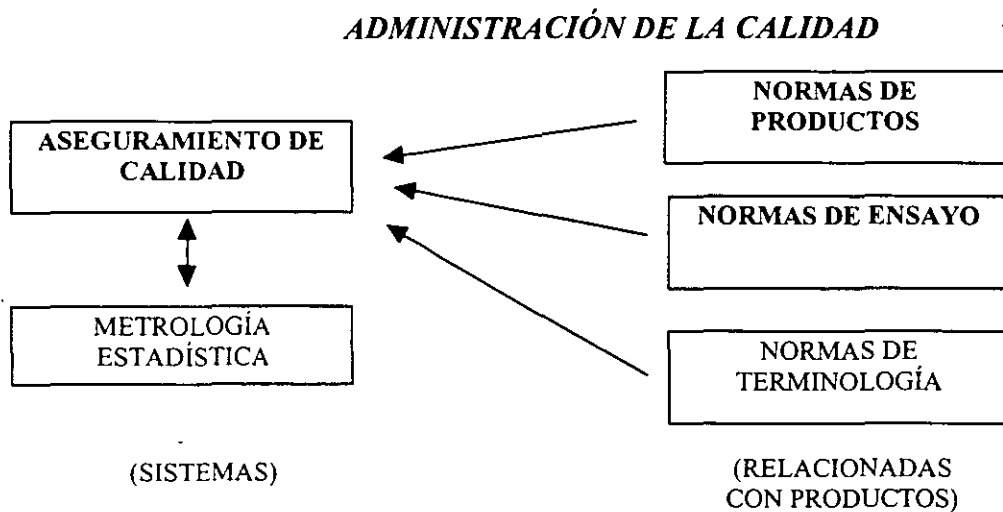 ADMINISTRACIÓN DE LA CALIDAD
ASEGURAMIENTO DE
CALIDAD
METROLOGÍA
ESTADÍSTICA
(SISTEMAS)
NORMAS DE
PRODUCTOS
NORMAS DE ENSAYO
NORMAS DE
TERMINOLOGÍA
(RELACIONADAS
CON PRODUCTOS)